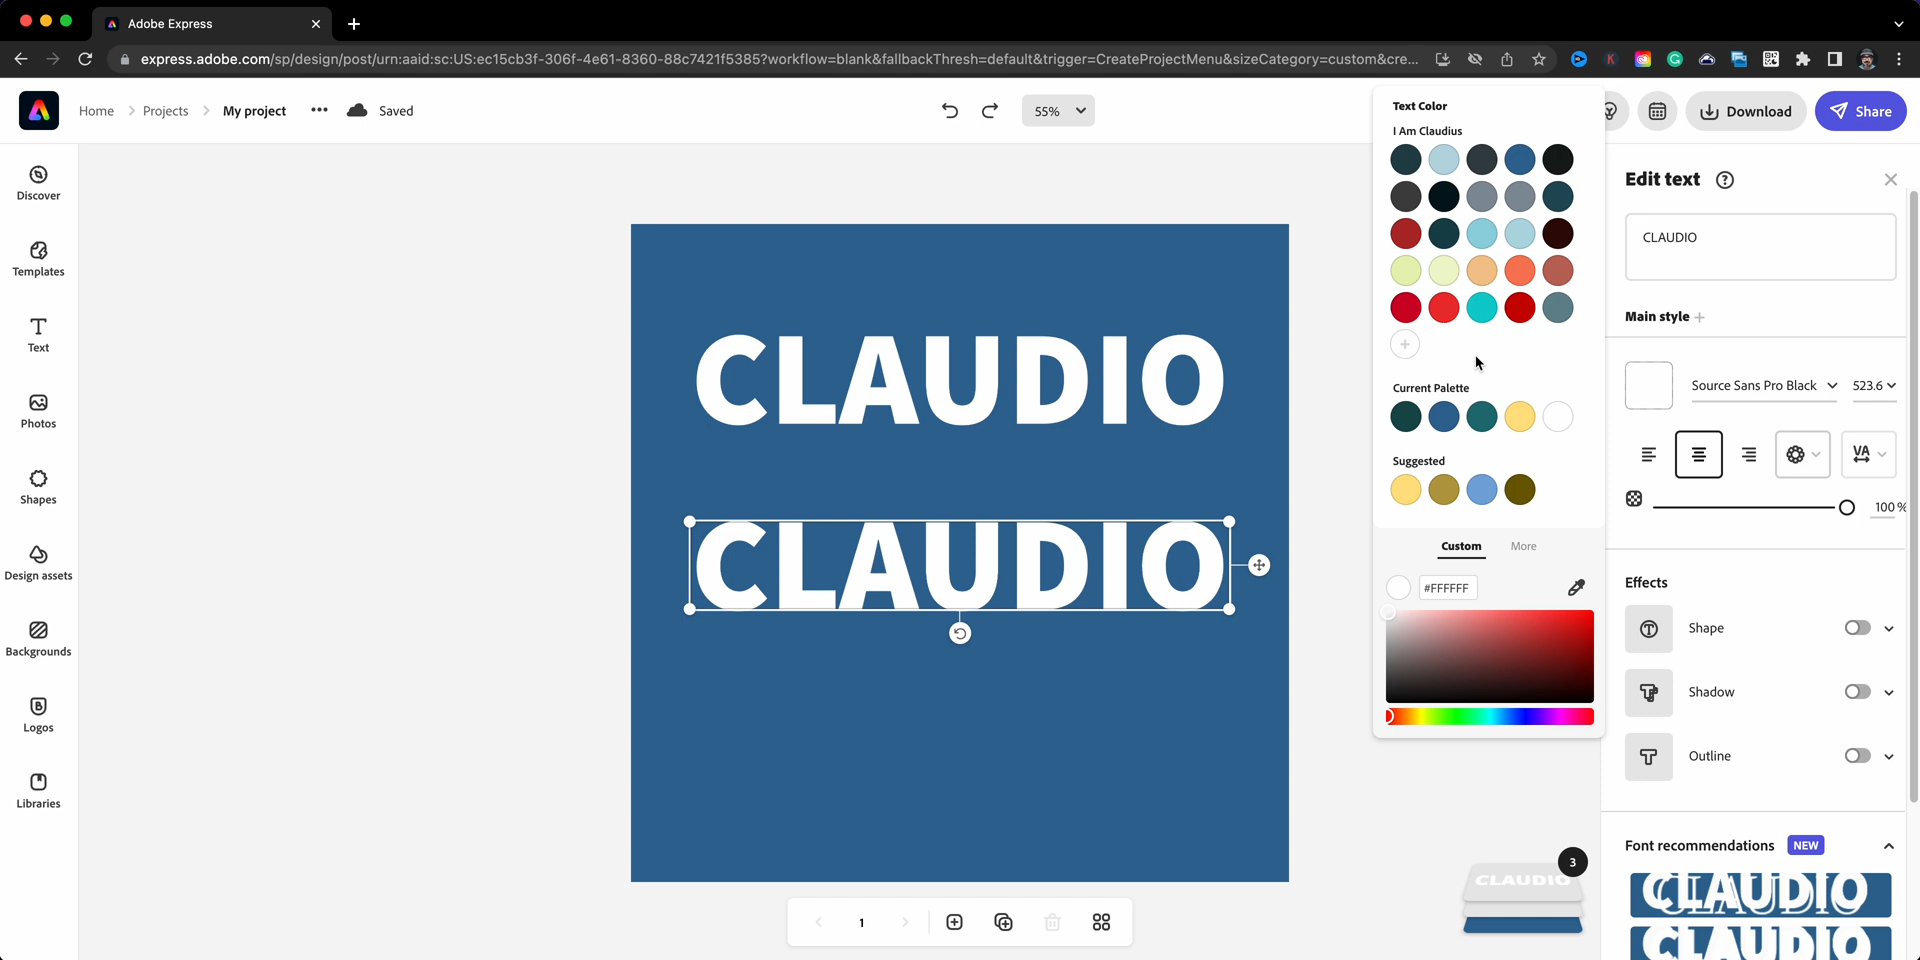 Adobe Express
express.adobe.com/sp/design/post/urn:aaid:sc:US:ec15cb3f-306f-4e61-8360-88c7421f5385?workflow=blank&fallbackThresh=default&trigger=CreateProjectMenu&sizeCategory=custom&cre...
Home
Projects
My project
Saved
55%
Download
Share
Discover
Templates
Text
Photos
Shapes
Design assets
Backgrounds
Logos
Libraries
CLAUDIO
CLAUDIO
1
Text Color
I Am Claudius
Current Palette
Suggested
Custom
More
#FFFFFF
3
CLAUDIO
Edit text
CLAUDIO
Main style
Source Sans Pro Black
523.6
VA
100 %
Effects
Shape
Shadow
Outline
Font recommendations NEW
CLAUDIO
CLAUDIO